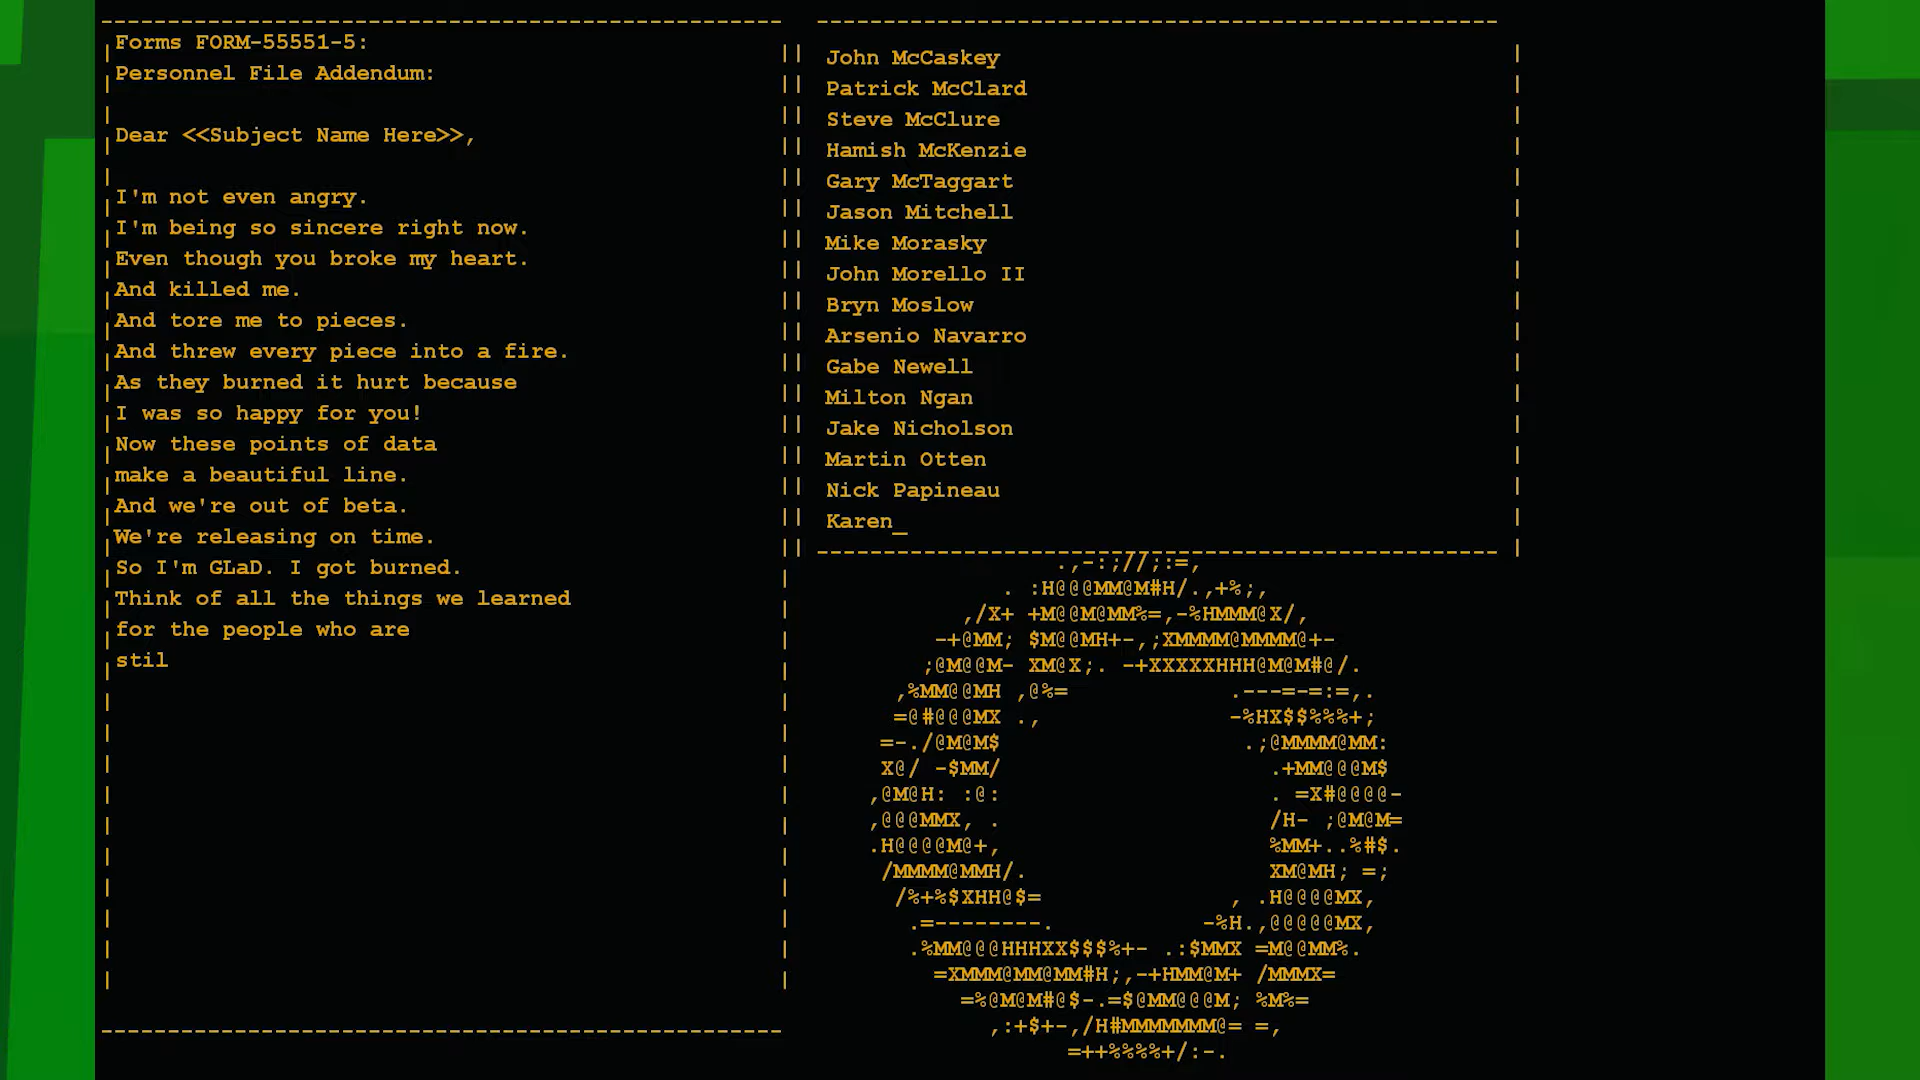 Forms FORM-55551-5:
Personnel File Addendum:
Dear <<Subject Name Here>>,
I'm not even angry.
I'm being so sincere right now.
Even though you broke my heart.
And killed me.
And tore me to pieces.
And threw every piece into a fire.
As they burned it hurt because
I was so happy for you!
Now these points of data
make a beautiful line.
And we're out of beta.
We're releasing on time.
So I'm GLaD. I got burned.
Think of all the things we learned
for the people who are
stil
John McCaskey
Patrick McClard
Steve McClure
Hamish McKenzie
Gary McTaggart
Jason Mitchell
Mike Morasky
John Morello II
Bryn Moslow
Arsenio Navarro
Gabe Newell
Milton Ngan
Jake Nicholson
Martin Otten
Nick Papineau
Karen_